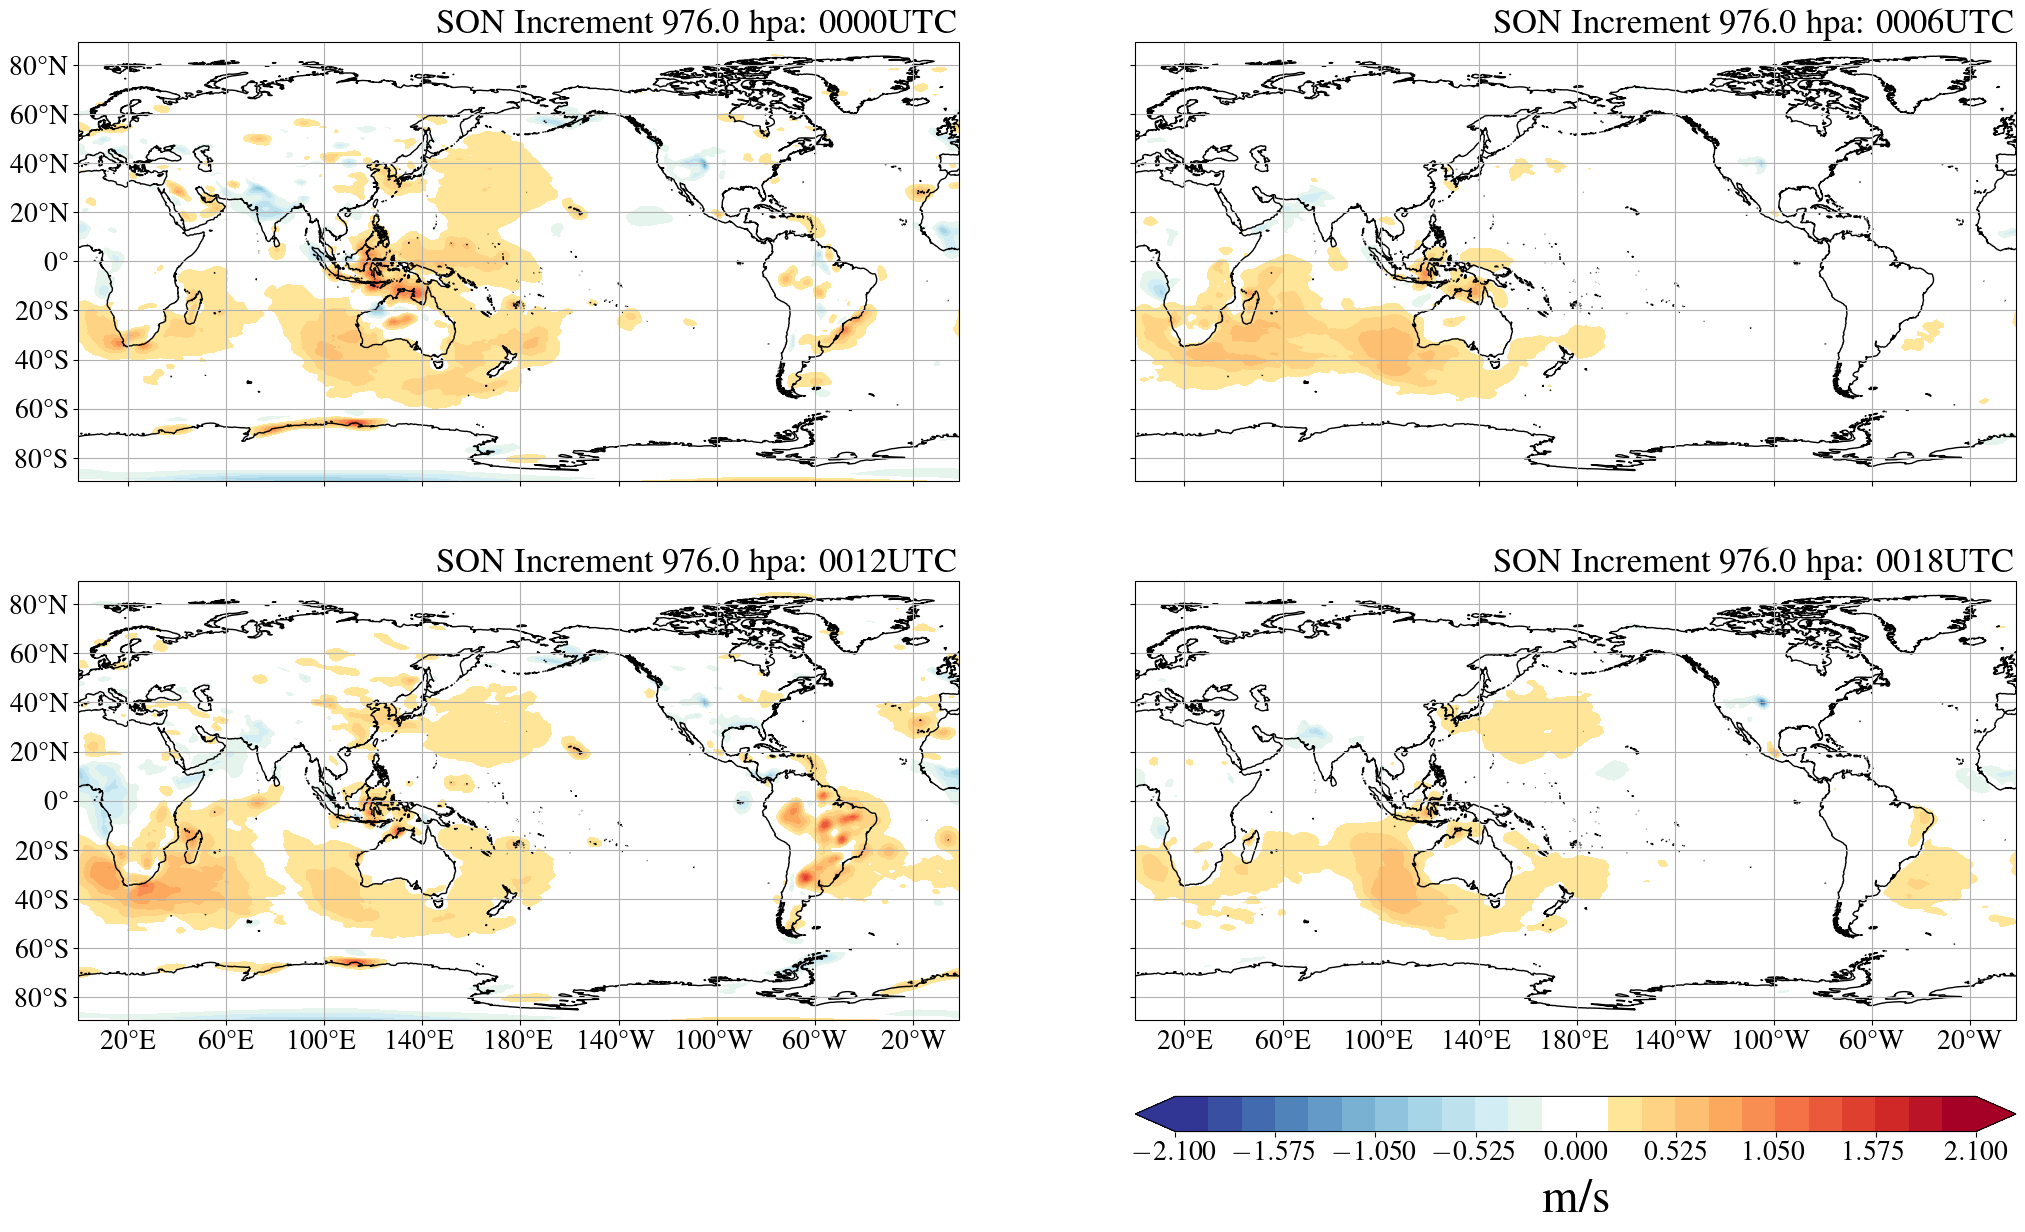 SON Increment 976.0 hpa: 0000UTC
SON Increment 976.0 hpa: 0006UTC
80°N
60°N
40°N
20°N
0°
20°S
40°S
60°S
80°S
SON Increment 976.0 hpa: 0012UTC
SON Increment 976.0 hpa: 0018UTC
80°N
60°N
40°N
20°N
0°
20°S
40°S
60°S
80°S
20°E 60°E 100°E 140°E 180°E 140°W 100°W 60°W 20°W
20°E 60°E 100°E 140°E 180°E 140°W 100°W 60°W 20°W
−2.100 −1.575 −1.050 −0.525 0.000 0.525 1.050 1.575 2.100
m/s